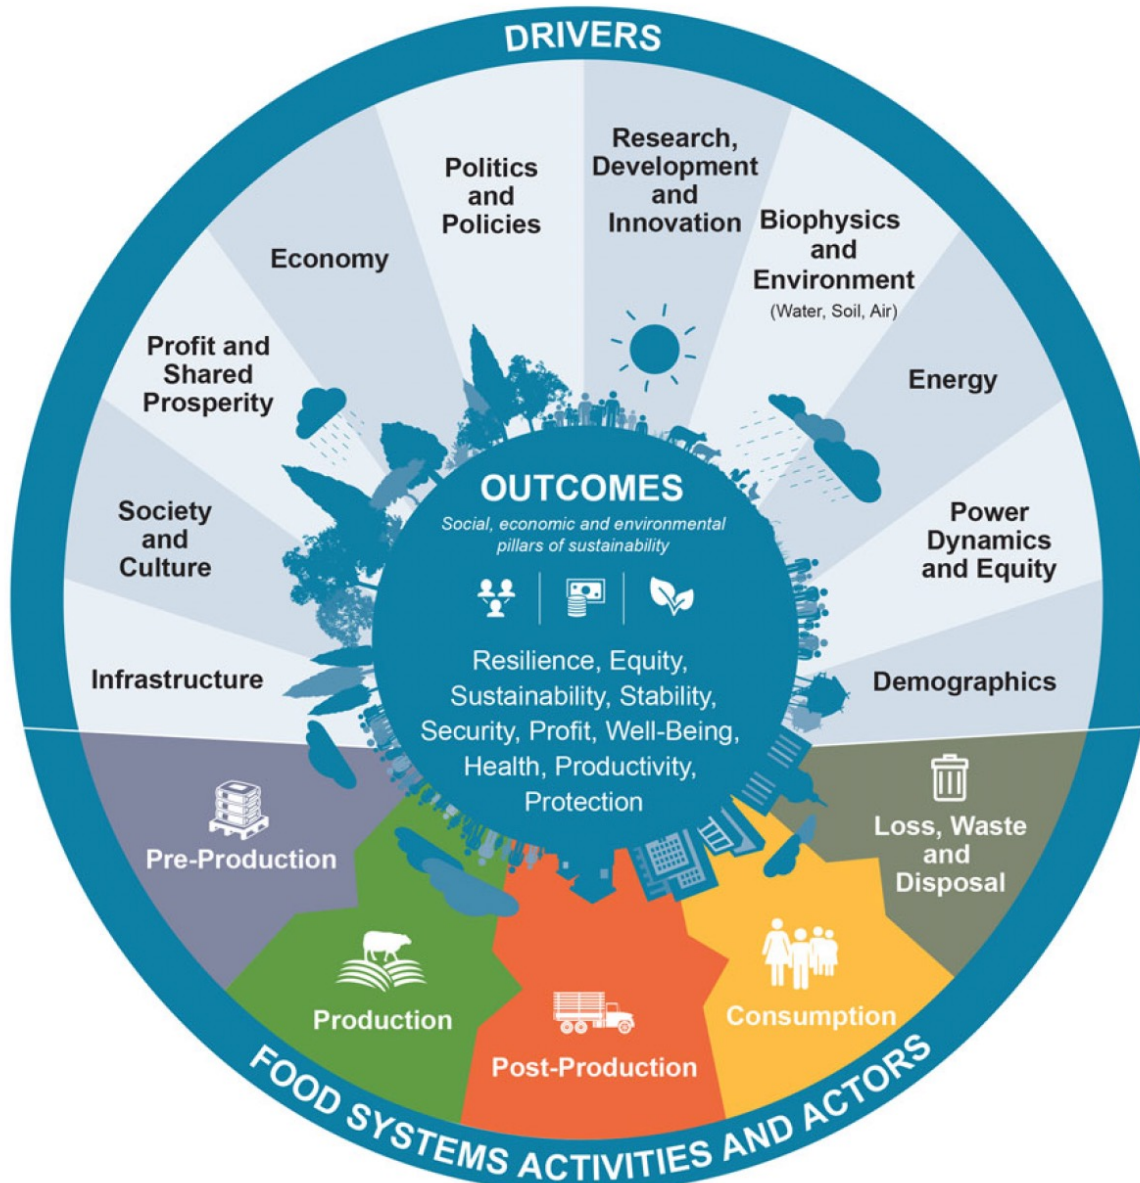 DRIVERS
Infrastructure
Society
and
Culture
Profit and
Shared
Prosperity
Economy
Politics
and
Policies
Research,
Development
and
Innovation
Biophysics
and
Environment
(Water, Soil, Air)
Energy
Power
Dynamics
and Equity
Demographics
OUTCOMES
Social, economic and environmental
pillars of sustainability
Resilience, Equity,
Sustainability, Stability,
Security, Profit, Well-Being,
Health, Productivity,
Protection
Pre-Production
Production
Post-Production
Consumption
Loss, Waste
and
Disposal
FOOD SYSTEMS ACTIVITIES AND ACTORS